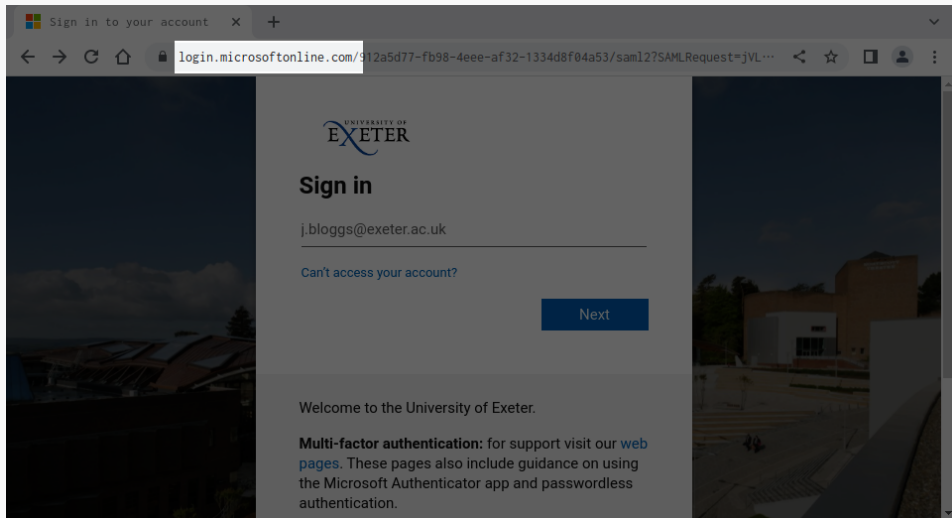 Sign in to your account
login.microsoftonline.com/912a5d77-fb98-4eee-af32-1334d8f04a53/saml2?SAMLRequest=jVL…
UNIVERSITY OF
EXETER
Sign in
j.bloggs@exeter.ac.uk
Can't access your account?
Next
Welcome to the University of Exeter.
Multi-factor authentication: for support visit our web
pages. These pages also include guidance on using
the Microsoft Authenticator app and passwordless
authentication.